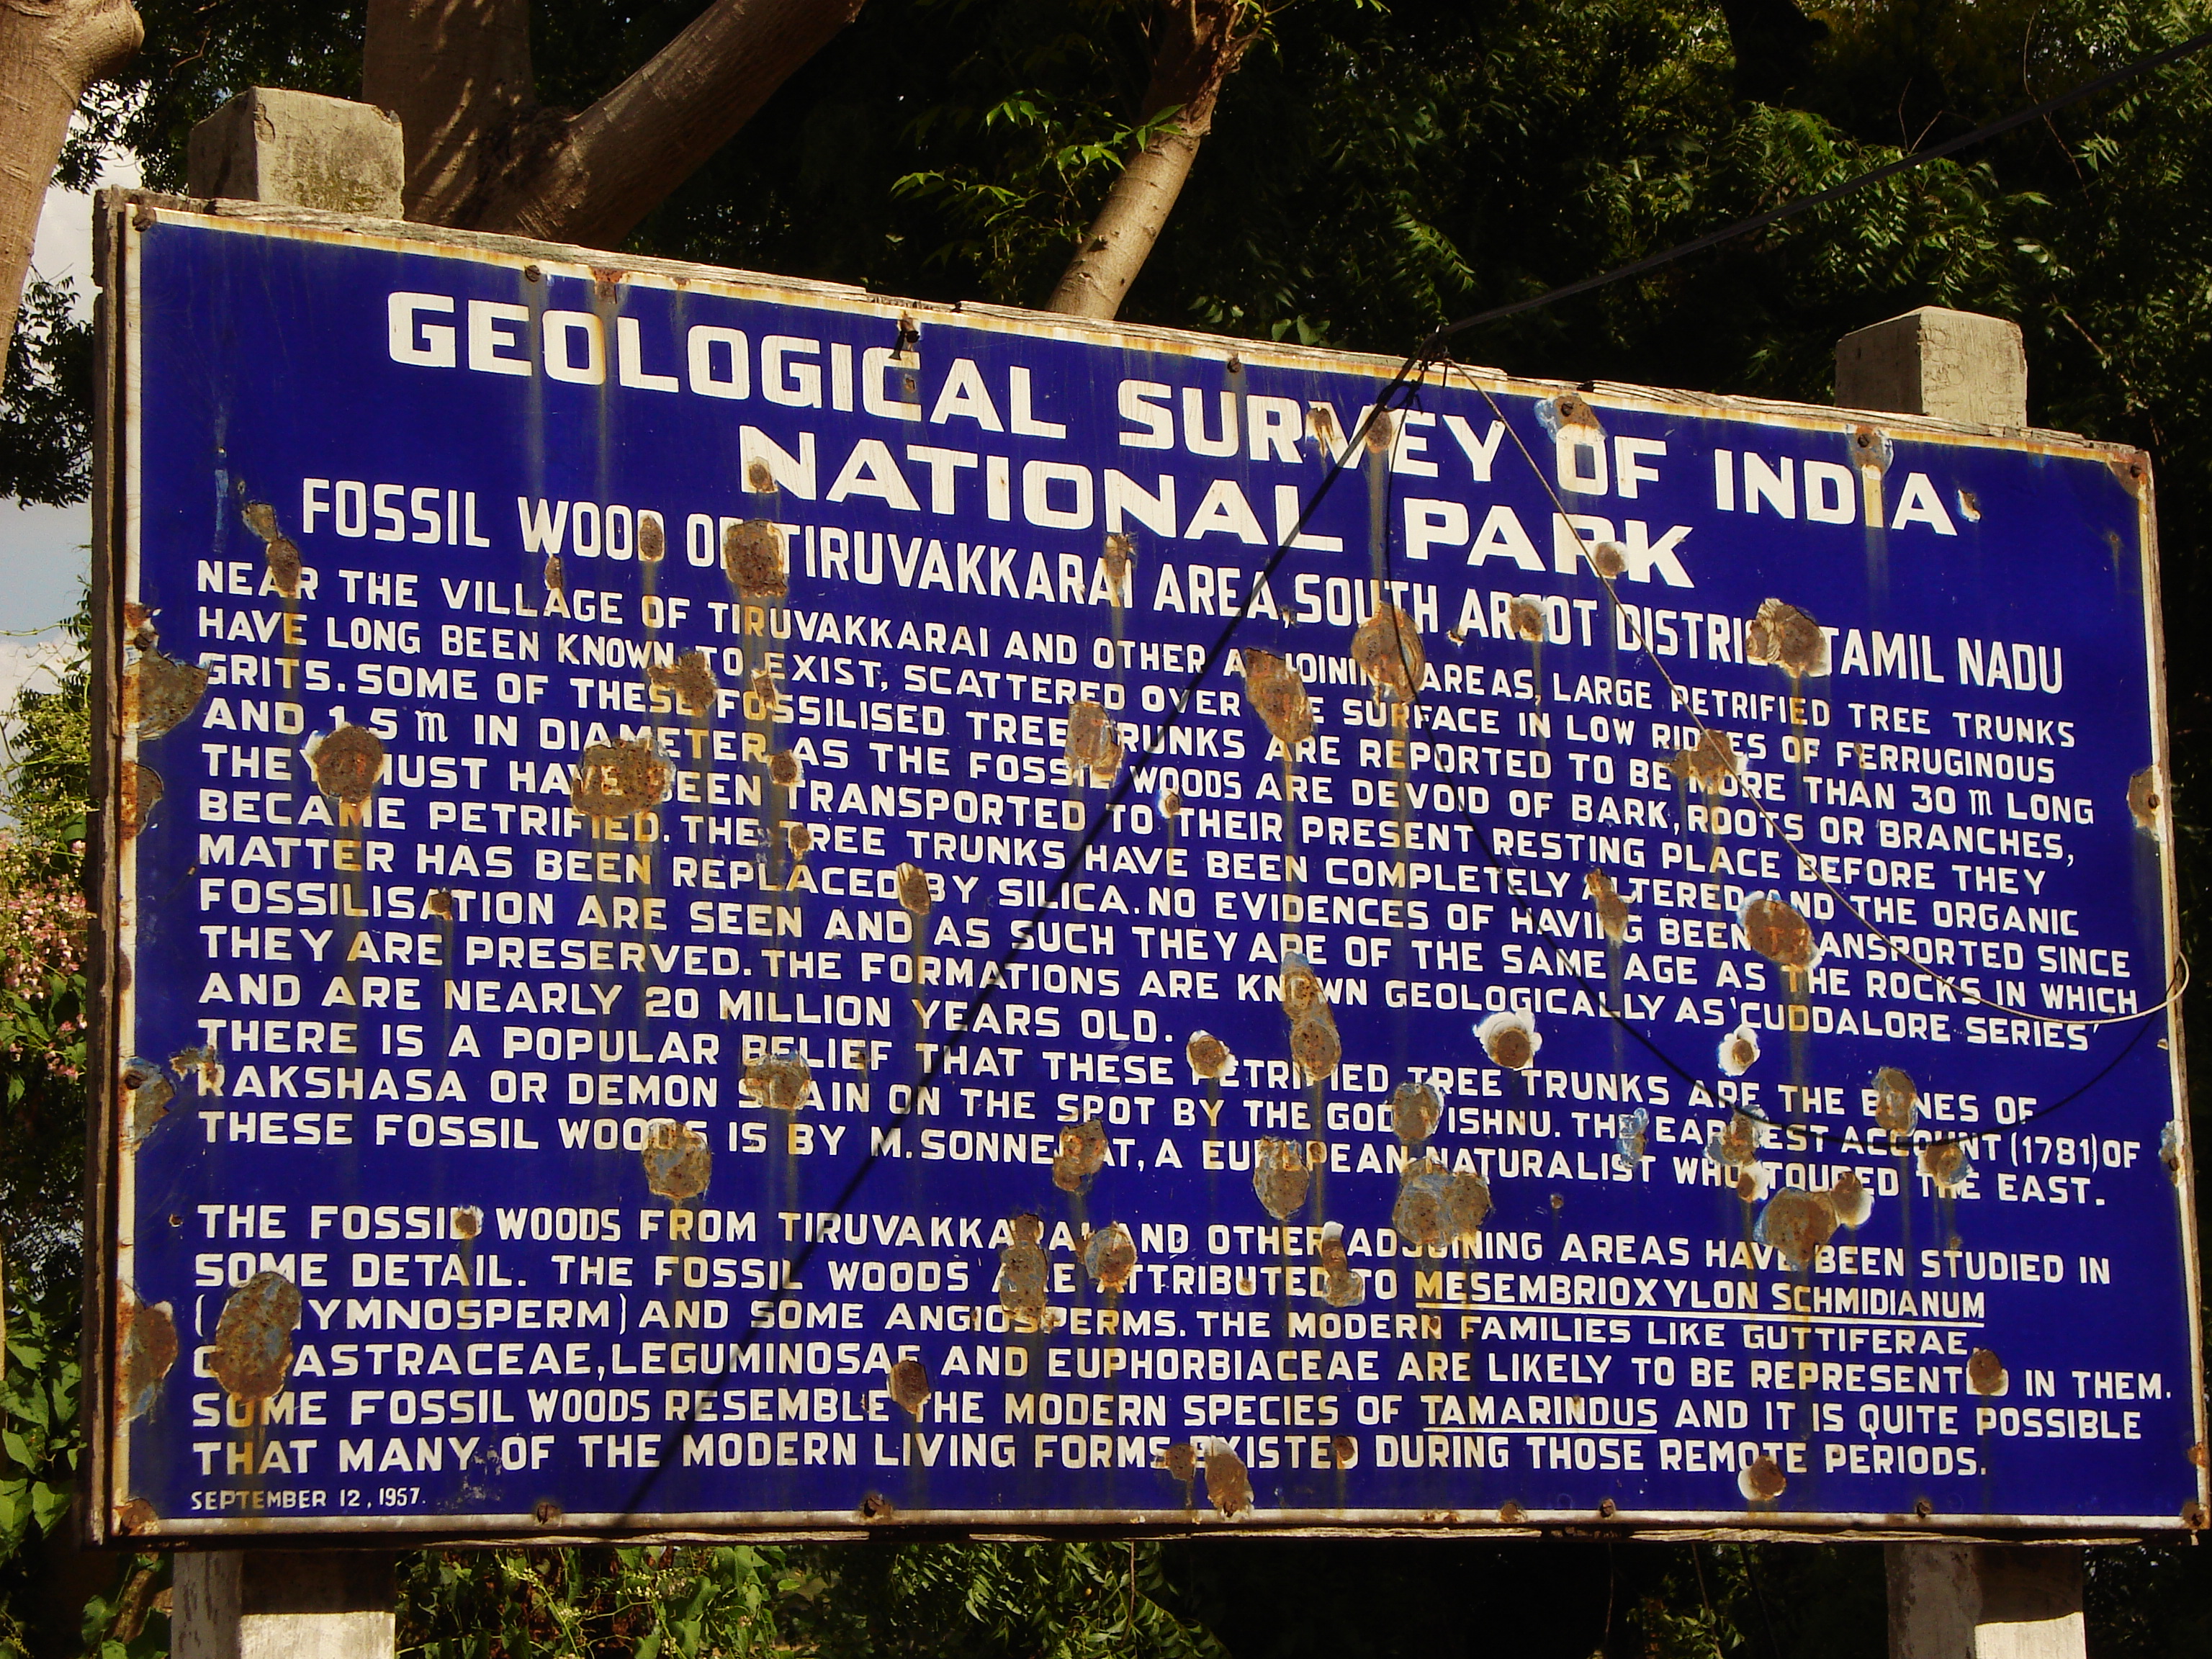 GEOLOGICAL SURVEY OF INDIA
NATIONAL PARK
FOSSIL WOOD OF TIRUVAKKARAI AREA, SOUTH ARCOT DISTRICT TAMIL NADU
NEAR THE VILLAGE OF TIRUVAKKARAI AND OTHER ADJOINING AREAS, LARGE PETRIFIED TREE TRUNKS
HAVE LONG BEEN KNOWN TO EXIST, SCATTERED OVER THE SURFACE IN LOW RIDGES OF FERRUGINOUS
GRITS. SOME OF THESE FOSSILISED TREE TRUNKS ARE REPORTED TO BE MORE THAN 30 m LONG
AND 1.5 m IN DIAMETER. AS THE FOSSIL WOODS ARE DEVOID OF BARK, ROOTS OR BRANCHES,
THEY MUST HAVE BEEN TRANSPORTED TO THEIR PRESENT RESTING PLACE BEFORE THEY
BECAME PETRIFIED. THE TREE TRUNKS HAVE BEEN COMPLETELY ALTERED AND THE ORGANIC
MATTER HAS BEEN REPLACED BY SILICA. NO EVIDENCES OF HAVING BEEN TRANSPORTED SINCE
FOSSILISATION ARE SEEN AND AS SUCH THEY ARE OF THE SAME AGE AS THE ROCKS IN WHICH
THEY ARE PRESERVED. THE FORMATIONS ARE KNOWN GEOLOGICALLY AS 'CUDDALORE SERIES'
AND ARE NEARLY 20 MILLION YEARS OLD.
THERE IS A POPULAR BELIEF THAT THESE PETRIFIED TREE TRUNKS ARE THE BONES OF
RAKSHASA OR DEMON SLAIN ON THE SPOT BY THE GOD VISHNU. THE EARLIEST ACCOUNT (1781) OF
THESE FOSSIL WOODS IS BY M. SONNERAT, A EUROPEAN NATURALIST WHO TOURED THE EAST.
THE FOSSIL WOODS FROM TIRUVAKKARAI AND OTHER ADJOINING AREAS HAVE BEEN STUDIED IN
SOME DETAIL. THE FOSSIL WOODS ARE ATTRIBUTED TO MESEMBRIOXYLON SCHMIDIANUM
(GYMNOSPERM) AND SOME ANGIOSPERMS. THE MODERN FAMILIES LIKE GUTTIFERAE,
ASTRACEAE, LEGUMINOSAE AND EUPHORBIACEAE ARE LIKELY TO BE REPRESENTED IN THEM.
SOME FOSSIL WOODS RESEMBLE THE MODERN SPECIES OF TAMARINDUS AND IT IS QUITE POSSIBLE
THAT MANY OF THE MODERN LIVING FORMS EXISTED DURING THOSE REMOTE PERIODS.
SEPTEMBER 12, 1957.